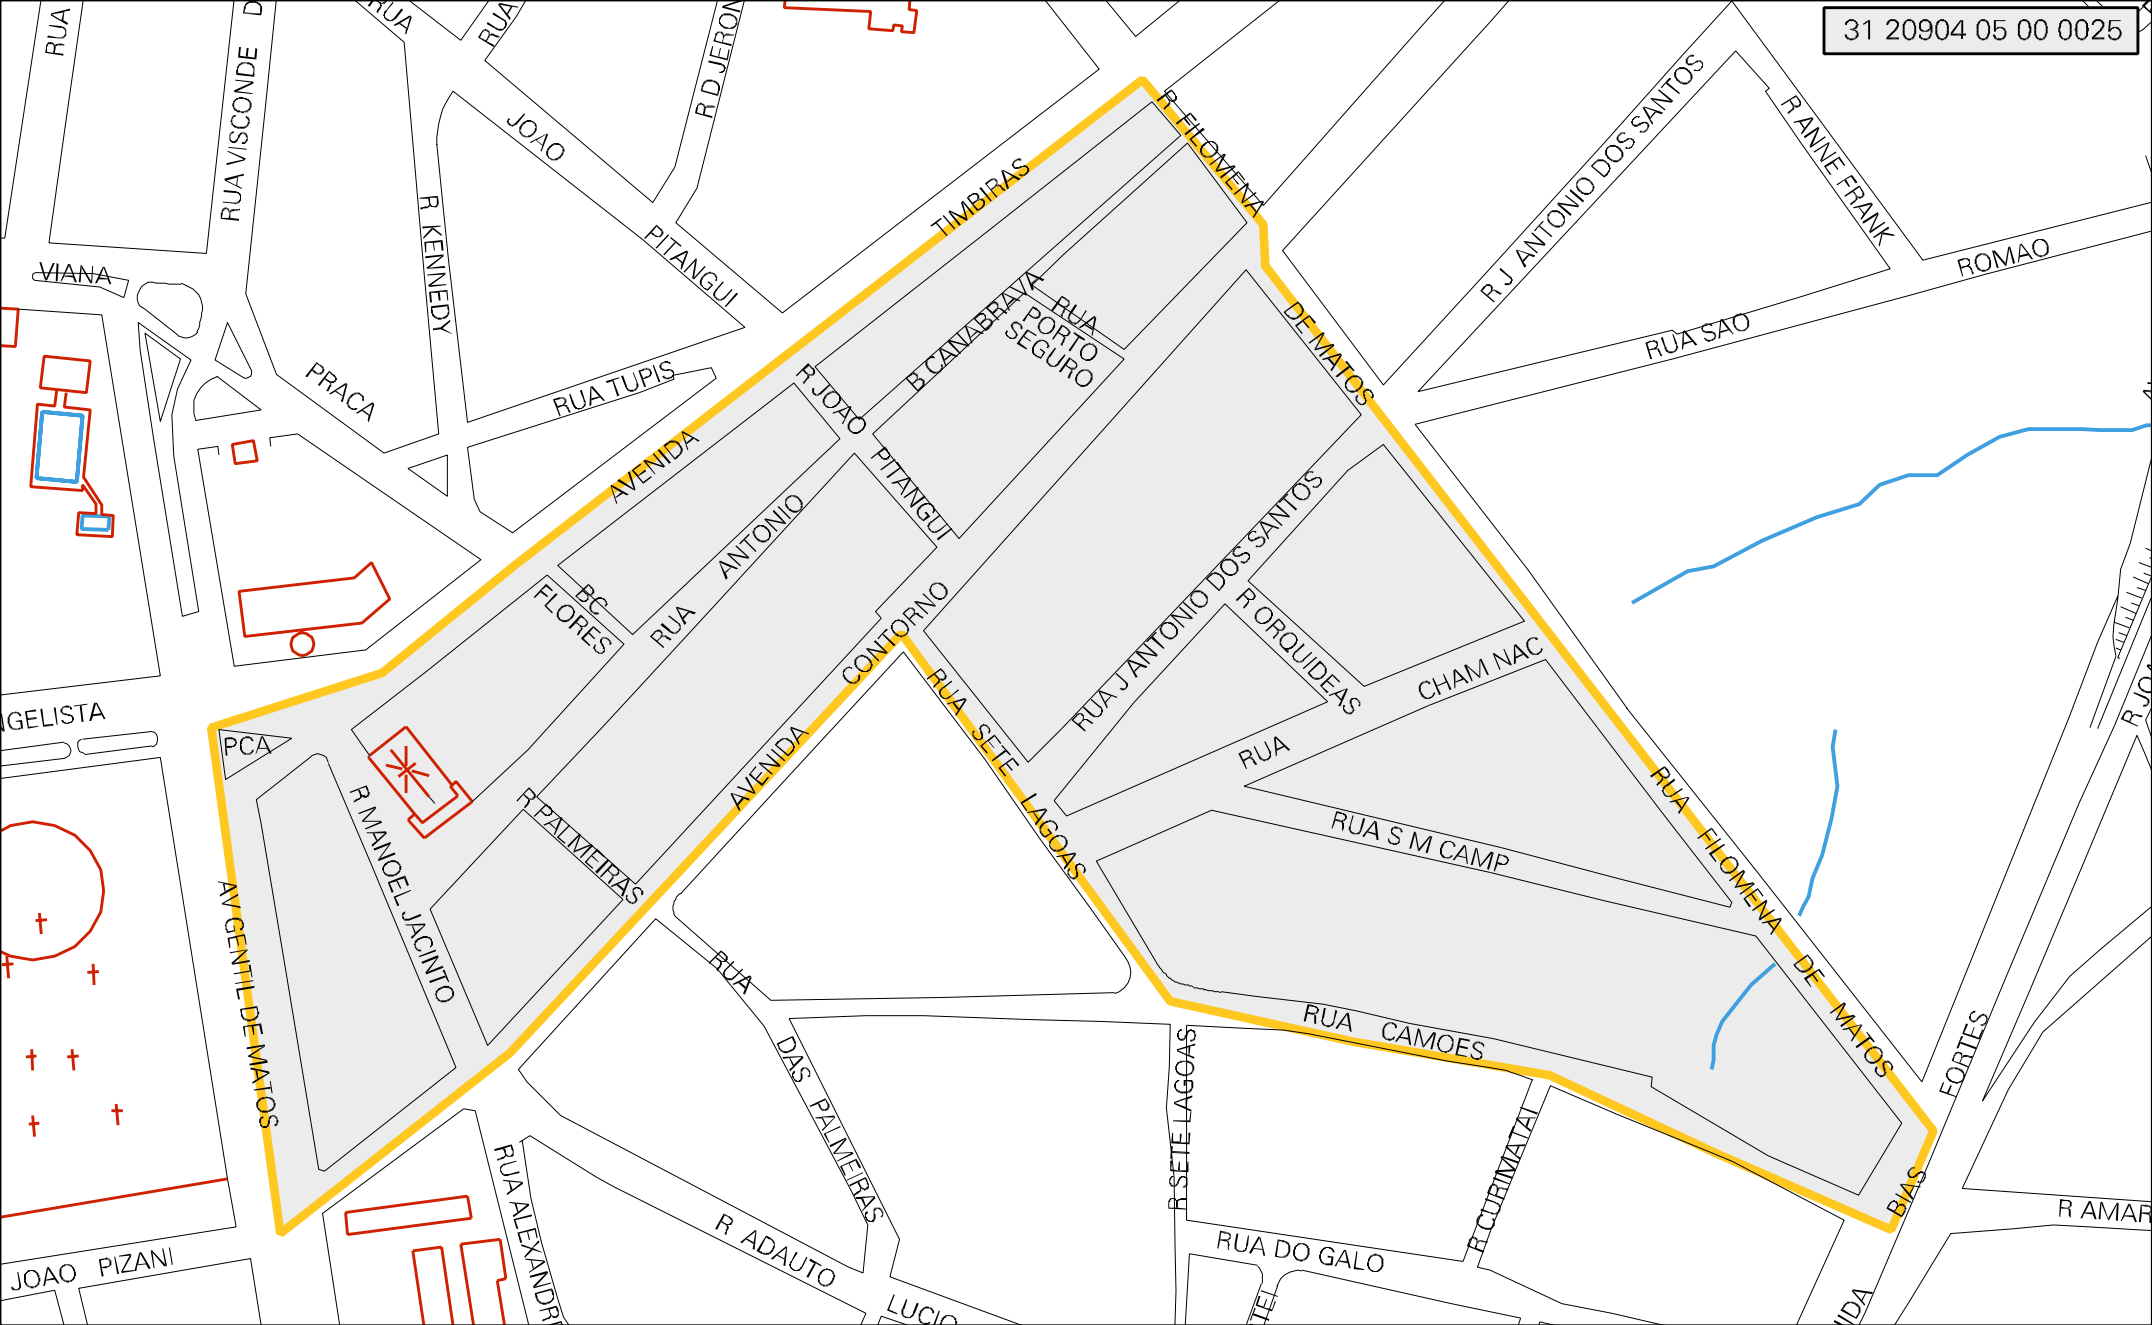 31 20904 05 00 0025
RUA
RUA VISCONDE D
RUA
RUA
R D JERON
JOAO
PITANGUI
R KENNEDY
VIANA
PRACA
RUA TUPIS
AVENIDA
TIMBIRAS
R FILOMENA
DE MATOS
R J ANTONIO DOS SANTOS
R ANNE FRANK
ROMAO
RUA SAO
B CANABRAVA
RUA
PORTO
SEGURO
R JOAO
PITANGUI
RUA
ANTONIO
BC
FLORES
AVENIDA
CONTORNO
RUA J ANTONIO DOS SANTOS
R ORQUIDEAS
RUA
CHAM NAC
RUA SETE
LAGOAS
RUA S M CAMP
RUA FILOMENA
DE MATOS
NGELISTA
PCA
R MANOEL JACINTO
R PALMEIRAS
AV GENTIL DE MATOS
RUA
DAS PALMEIRAS
RUA CAMOES
R SETE LAGOAS
R CURIMATAI
BIAS
FORTES
R JOA
R AMAR
RUA DO GALO
JOAO PIZANI
RUA ALEXANDRE
R ADAUTO
LUCIO
TEI
NIDA